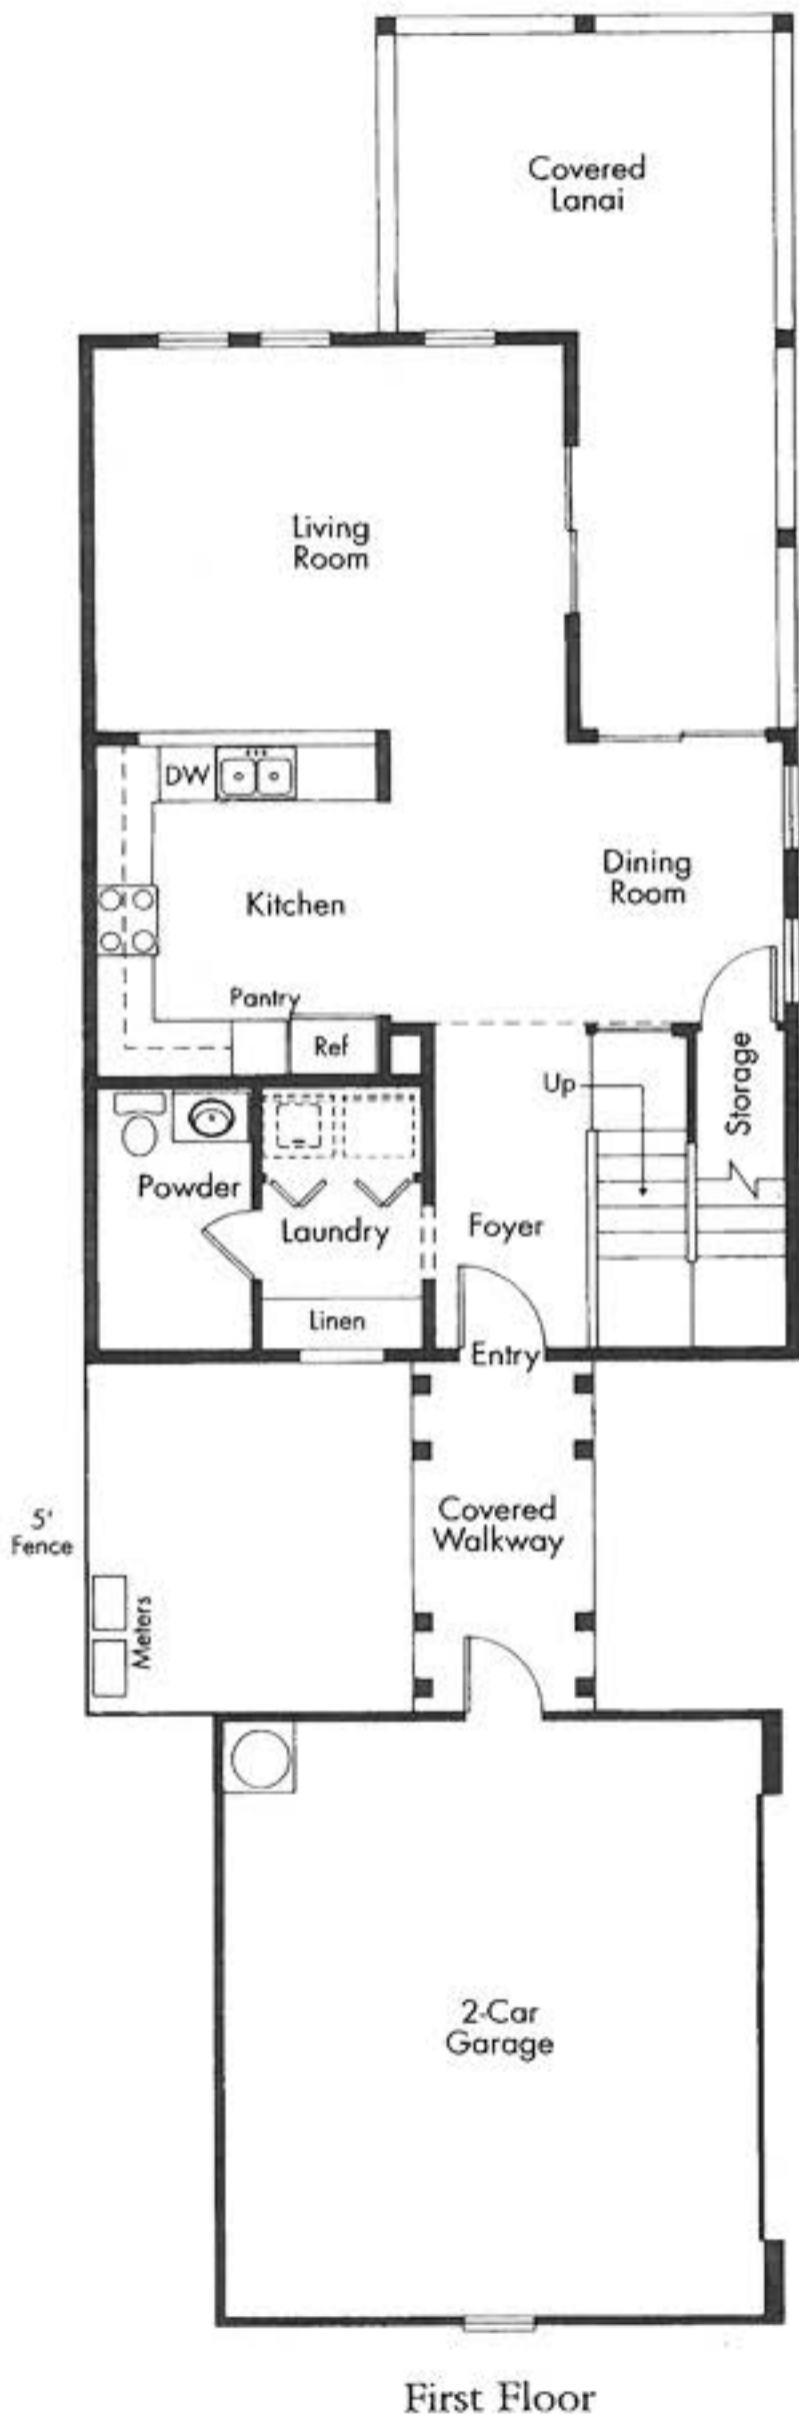 Covered
Lanai
Living
Room
DW
Kitchen
Dining
Room
Pantry
Ref
Storage
Up
Powder
Laundry
Foyer
Linen
Entry
Covered
Walkway
5'
Fence
Meters
2-Car
Garage
First Floor